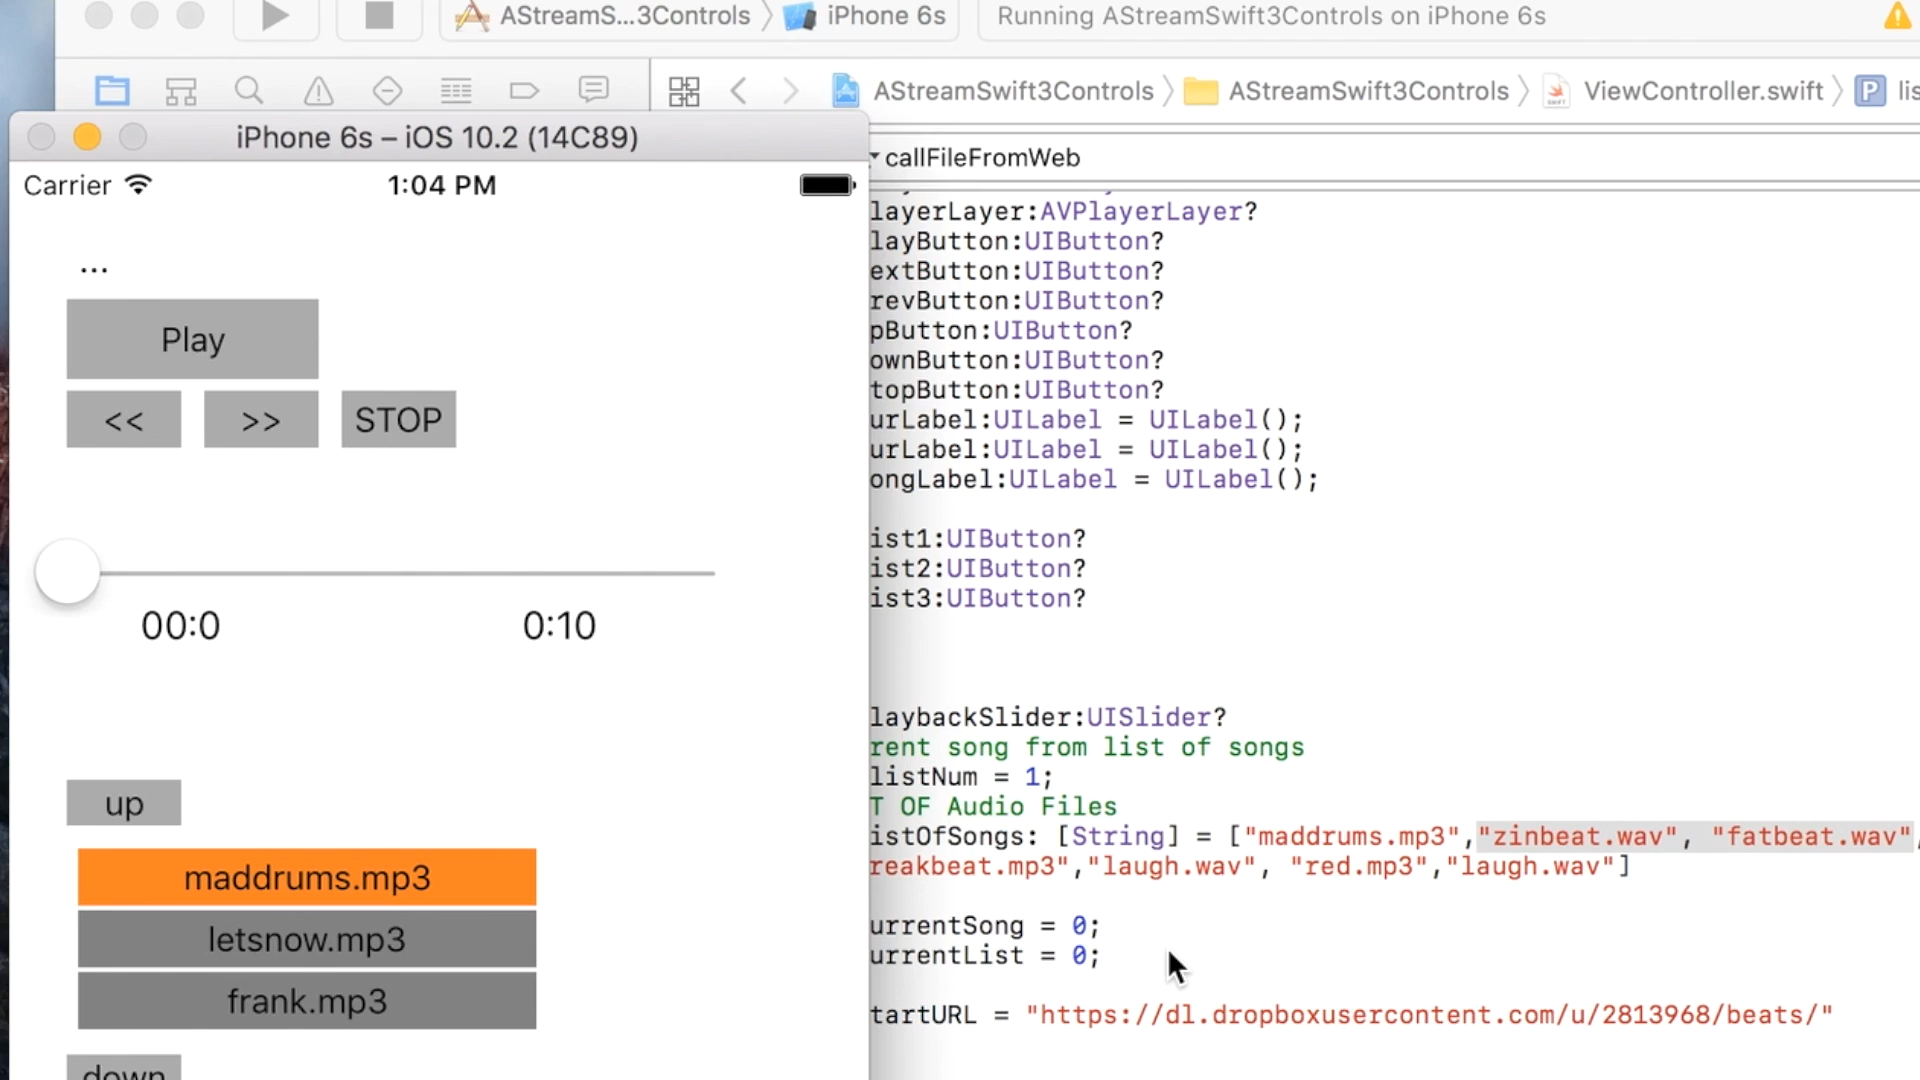 AStreamS...3Controls
iPhone 6s
Running AStreamSwift3Controls on iPhone 6s
AStreamSwift3Controls
AStreamSwift3Controls
ViewController.swift
P
lis
iPhone 6s – iOS 10.2 (14C89)
callFileFromWeb
Carrier
1:04 PM
...
Play
<<
>>
STOP
00:0
0:10
up
maddrums.mp3
letsnow.mp3
frank.mp3
down
layerLayer:AVPlayerLayer?
layButton:UIButton?
extButton:UIButton?
revButton:UIButton?
pButton:UIButton?
ownButton:UIButton?
topButton:UIButton?
urLabel:UILabel = UILabel();
urLabel:UILabel = UILabel();
ongLabel:UILabel = UILabel();
ist1:UIButton?
ist2:UIButton?
ist3:UIButton?
laybackSlider:UISlider?
rent song from list of songs
listNum = 1;
T OF Audio Files
istOfSongs: [String] = ["maddrums.mp3","zinbeat.wav", "fatbeat.wav",
reakbeat.mp3","laugh.wav", "red.mp3","laugh.wav"]
urrentSong = 0;
urrentList = 0;
tartURL = "https://dl.dropboxusercontent.com/u/2813968/beats/"